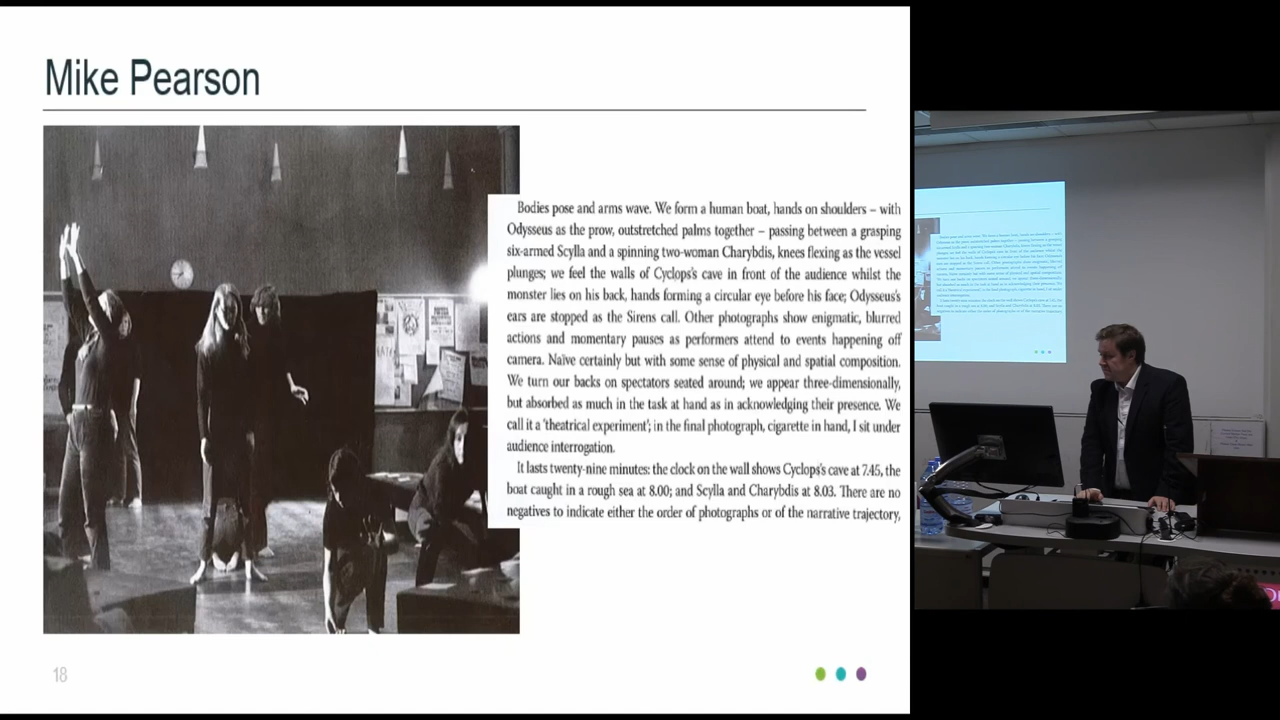 Mike Pearson
Bodies pose and arms wave. We form a human boat, hands on shoulders – with
Odysseus as the prow, outstretched palms together – passing between a grasping
six-armed Scylla and a spinning two-woman Charybdis, knees flexing as the vessel
plunges; we feel the walls of Cyclops's cave in front of the audience whilst the
monster lies on his back, hands forming a circular eye before his face; Odysseus's
ears are stopped as the Sirens call. Other photographs show enigmatic, blurred
actions and momentary pauses as performers attend to events happening off
camera. Naïve certainly but with some sense of physical and spatial composition.
We turn our backs on spectators seated around; we appear three-dimensionally,
but absorbed as much in the task at hand as in acknowledging their presence. We
call it a 'theatrical experiment'; in the final photograph, cigarette in hand, I sit under
audience interrogation.
It lasts twenty-nine minutes: the clock on the wall shows Cyclops's cave at 7.45, the
boat caught in a rough sea at 8.00; and Scylla and Charybdis at 8.03. There are no
negatives to indicate either the order of photographs or of the narrative trajectory,
18